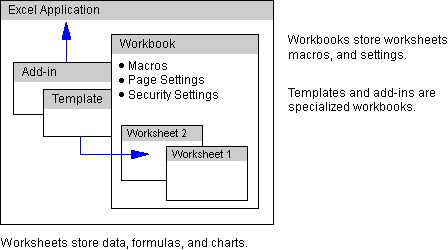 Excel Application
Workbook
• Macros
• Page Settings
• Security Settings
Add-in
Template
Worksheet 2
Worksheet 1
Workbooks store worksheets
macros, and settings.
Templates and add-ins are
specialized workbooks.
Worksheets store data, formulas, and charts.